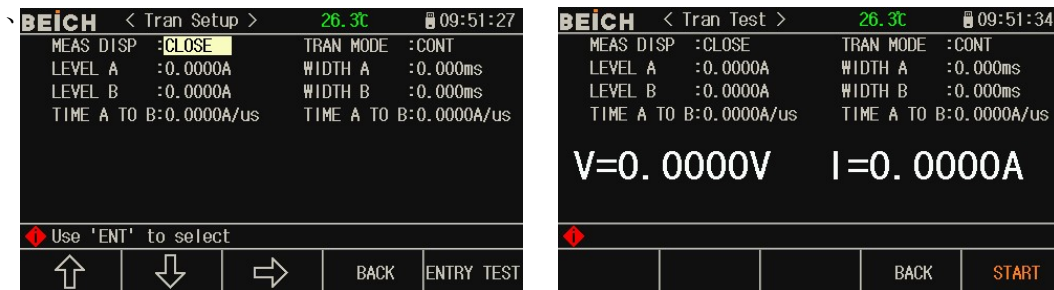 、
BEICH < Tran Setup > 26.3℃ 09:51:27
MEAS DISP :CLOSE TRAN MODE :CONT
LEVEL A :0.0000A WIDTH A :0.000ms
LEVEL B :0.0000A WIDTH B :0.000ms
TIME A TO B:0.0000A/us TIME A TO B:0.0000A/us
Use 'ENT' to select
BACK ENTRY TEST
BEICH < Tran Test > 26.3℃ 09:51:34
MEAS DISP :CLOSE TRAN MODE :CONT
LEVEL A :0.0000A WIDTH A :0.000ms
LEVEL B :0.0000A WIDTH B :0.000ms
TIME A TO B:0.0000A/us TIME A TO B:0.0000A/us
V=0.0000V I=0.0000A
BACK START